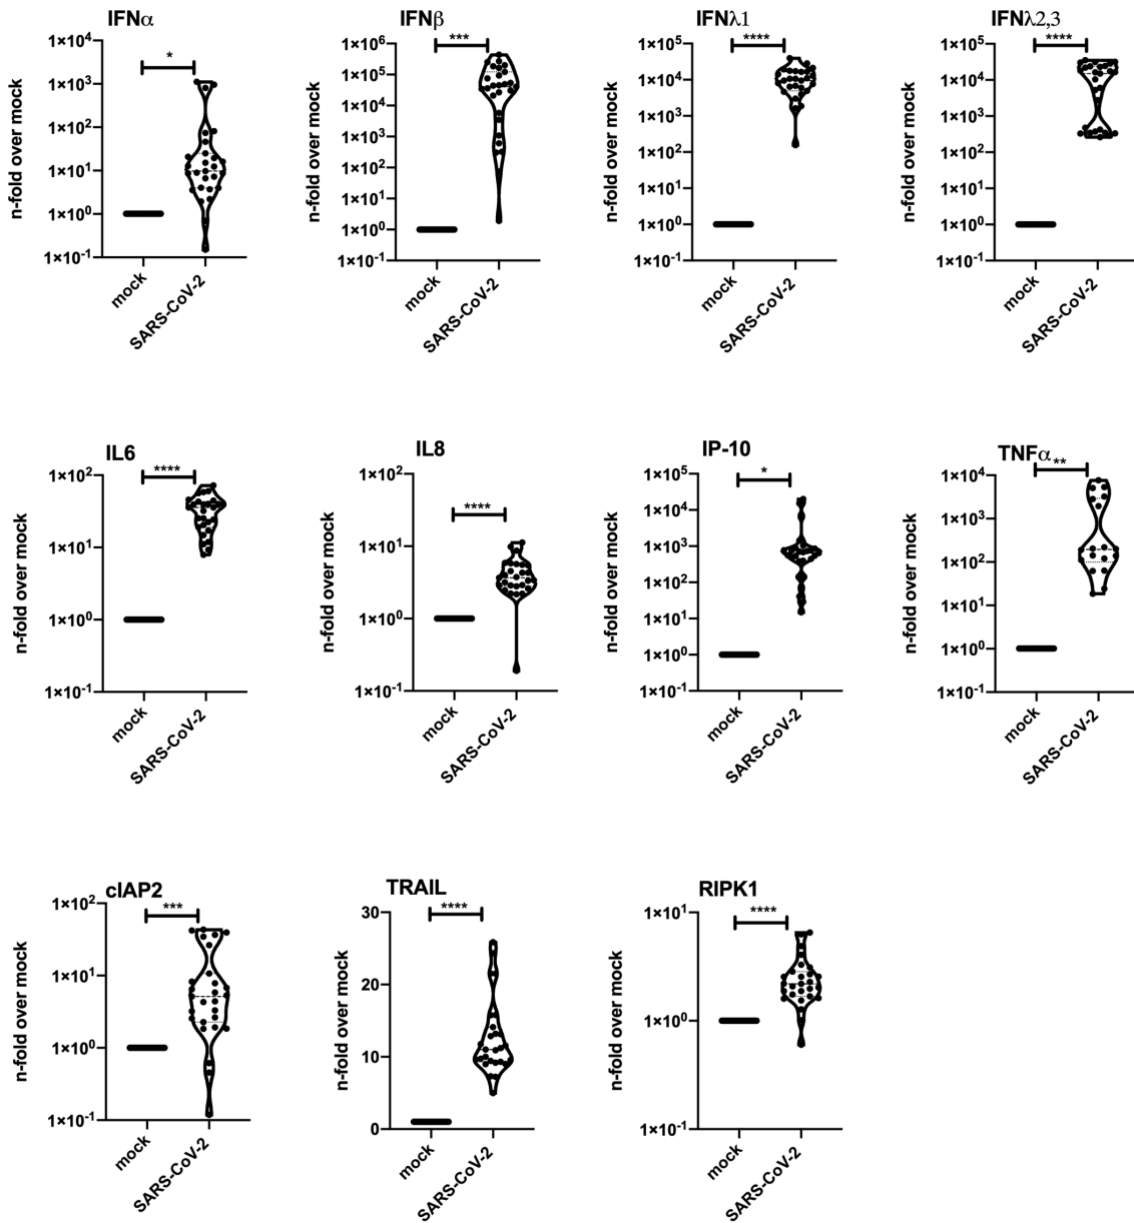 IFNα
n-fold over mock
1×10⁴
1×10³
1×10²
1×10¹
1×10⁰
1×10⁻¹
*
mock
SARS-CoV-2
IFNβ
n-fold over mock
1×10⁶
1×10⁵
1×10⁴
1×10³
1×10²
1×10¹
1×10⁰
1×10⁻¹
***
mock
SARS-CoV-2
IFNλ1
n-fold over mock
1×10⁵
1×10⁴
1×10³
1×10²
1×10¹
1×10⁰
1×10⁻¹
****
mock
SARS-CoV-2
IFNλ2,3
n-fold over mock
1×10⁵
1×10⁴
1×10³
1×10²
1×10¹
1×10⁰
1×10⁻¹
****
mock
SARS-CoV-2
IL6
n-fold over mock
1×10²
1×10¹
1×10⁰
1×10⁻¹
****
mock
SARS-CoV-2
IL8
n-fold over mock
1×10²
1×10¹
1×10⁰
1×10⁻¹
****
mock
SARS-CoV-2
IP-10
n-fold over mock
1×10⁵
1×10⁴
1×10³
1×10²
1×10¹
1×10⁰
1×10⁻¹
*
mock
SARS-CoV-2
TNFα
n-fold over mock
1×10⁴
1×10³
1×10²
1×10¹
1×10⁰
1×10⁻¹
**
mock
SARS-CoV-2
cIAP2
n-fold over mock
1×10²
1×10¹
1×10⁰
1×10⁻¹
***
mock
SARS-CoV-2
TRAIL
n-fold over mock
30
20
10
0
****
mock
SARS-CoV-2
RIPK1
n-fold over mock
1×10¹
1×10⁰
1×10⁻¹
****
mock
SARS-CoV-2